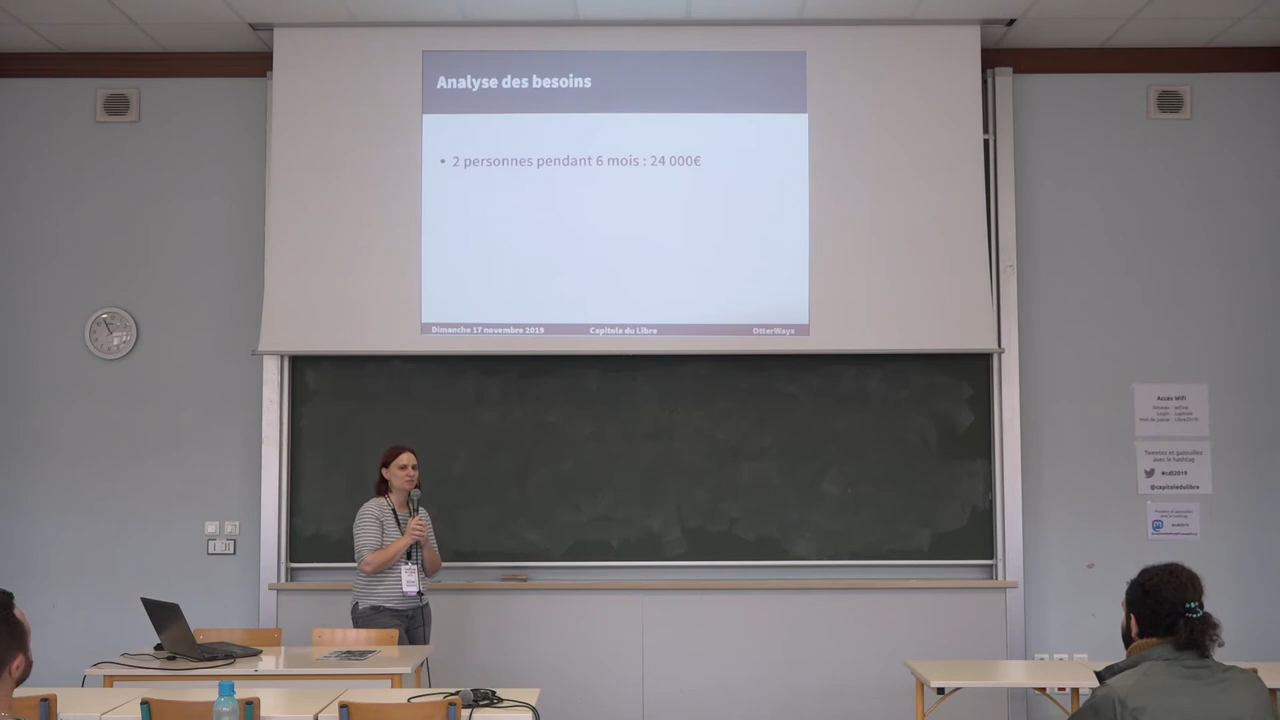 Analyse des besoins
• 2 personnes pendant 6 mois : 24 000€
Dimanche 17 novembre 2019
Capitole du Libre
OtterWays
Accès Wifi
Tweetez et gazouillez
avec le hashtag
#cdl2019
@capitoledulibre